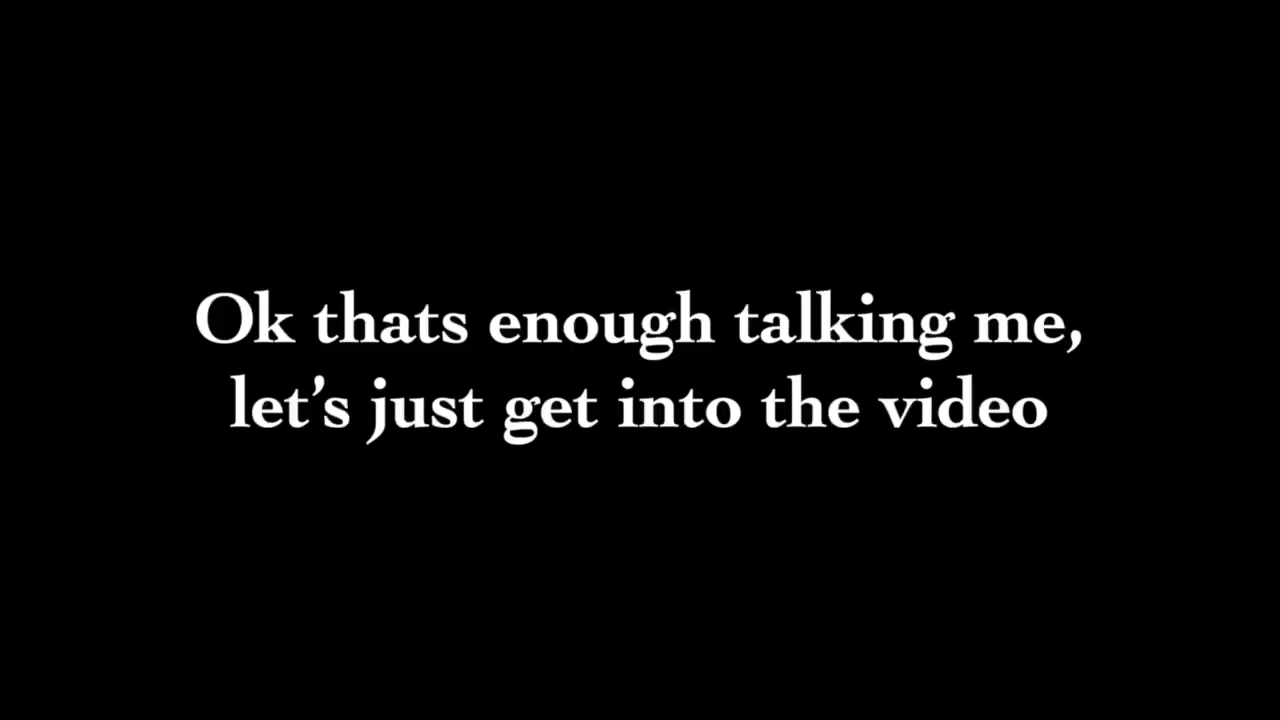 Ok thats enough talking me,
let’s just get into the video